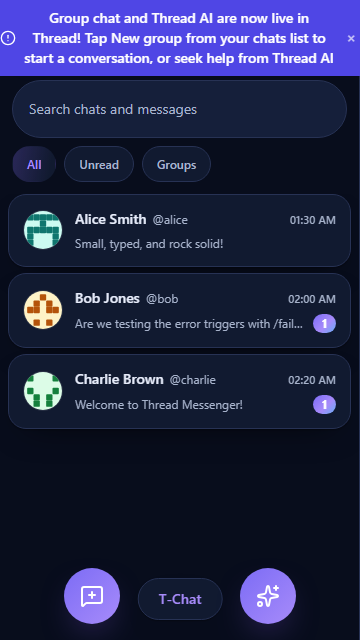 Group chat and Thread AI are now live in
Thread! Tap New group from your chats list to
start a conversation, or seek help from Thread AI
×
Search chats and messages
All
Unread
Groups
Alice Smith @alice 01:30 AM
Small, typed, and rock solid!
Bob Jones @bob 02:00 AM
Are we testing the error triggers with /fail... 1
Charlie Brown @charlie 02:20 AM
Welcome to Thread Messenger! 1
T-Chat